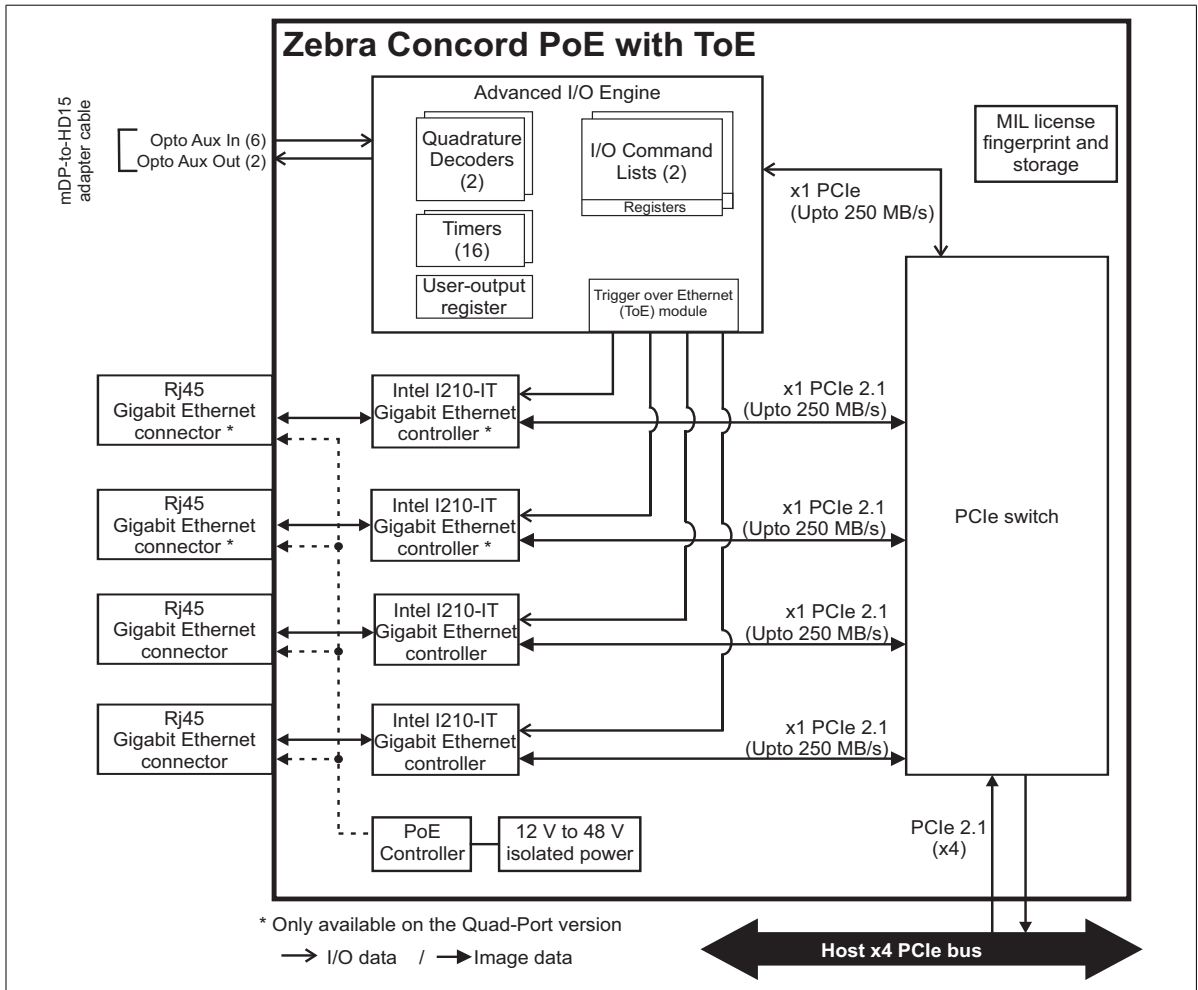 Zebra Concord PoE with ToE
mDP-to-HD15
adapter cable
Opto Aux In (6)
Opto Aux Out (2)
Advanced I/O Engine
Quadrature
Decoders
(2)
I/O Command
Lists (2)
Registers
Timers
(16)
User-output
register
Trigger over Ethernet
(ToE) module
MIL license
fingerprint and
storage
x1 PCIe
(Upto 250 MB/s)
Rj45
Gigabit Ethernet
connector *
Intel I210-IT
Gigabit Ethernet
controller *
x1 PCIe 2.1
(Upto 250 MB/s)
Rj45
Gigabit Ethernet
connector *
Intel I210-IT
Gigabit Ethernet
controller *
x1 PCIe 2.1
(Upto 250 MB/s)
PCIe switch
Rj45
Gigabit Ethernet
connector
Intel I210-IT
Gigabit Ethernet
controller
x1 PCIe 2.1
(Upto 250 MB/s)
Rj45
Gigabit Ethernet
connector
Intel I210-IT
Gigabit Ethernet
controller
x1 PCIe 2.1
(Upto 250 MB/s)
PoE
Controller
12 V to 48 V
isolated power
PCIe 2.1
(x4)
* Only available on the Quad-Port version
I/O data / Image data
Host x4 PCIe bus